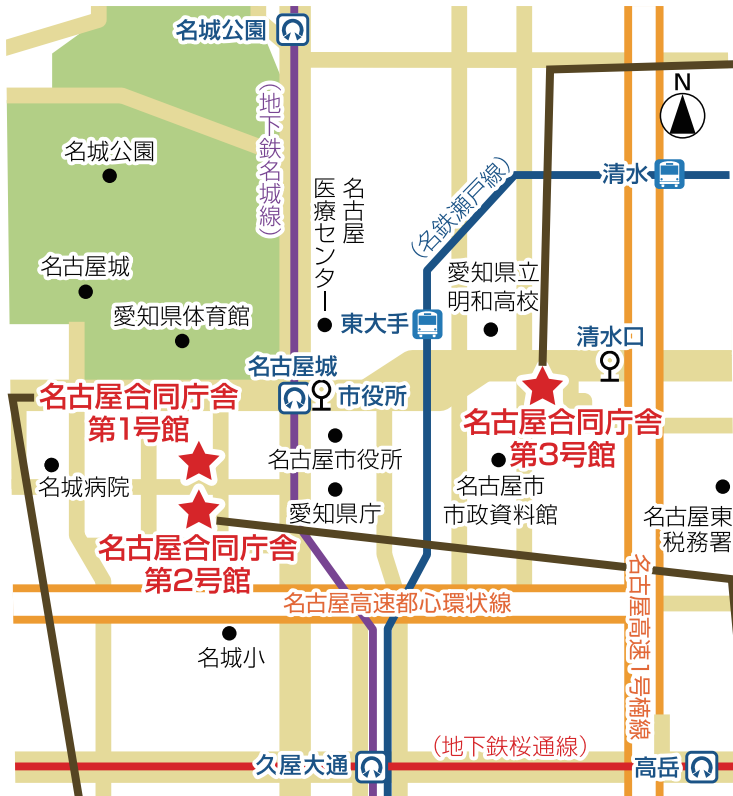 名城公園
(地下鉄名城線)
N
名城公園
清水
名古屋
医療センター
(名鉄瀬戸線)
名古屋城
愛知県立
明和高校
愛知県体育館
東大手
清水口
名古屋城
市役所
名古屋合同庁舎
第1号館
名古屋合同庁舎
第3号館
名古屋市役所
名城病院
名古屋市
市政資料館
愛知県庁
名古屋東
税務署
名古屋合同庁舎
第2号館
名古屋高速都心環状線
名古屋高速1号楠線
名城小
(地下鉄桜通線)
久屋大通
高岳